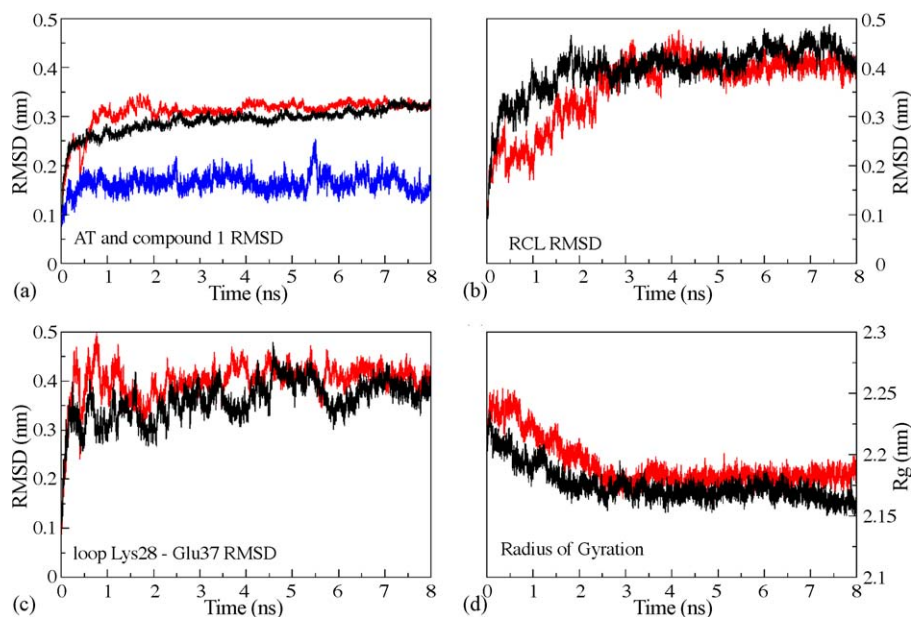 0.5
0.4
0.3
0.2
0.1
0
RMSD (nm)
AT and compound 1 RMSD
0 1 2 3 4 5 6 7 8
Time (ns)
(a)
0.5
0.4
0.3
0.2
0.1
0
RMSD (nm)
RCL RMSD
0 1 2 3 4 5 6 7 8
Time (ns)
(b)
0.5
0.4
0.3
0.2
0.1
0
RMSD (nm)
loop Lys28 - Glu37 RMSD
0 1 2 3 4 5 6 7 8
Time (ns)
(c)
2.3
2.25
2.2
2.15
2.1
Rg (nm)
Radius of Gyration
0 1 2 3 4 5 6 7 8
Time (ns)
(d)